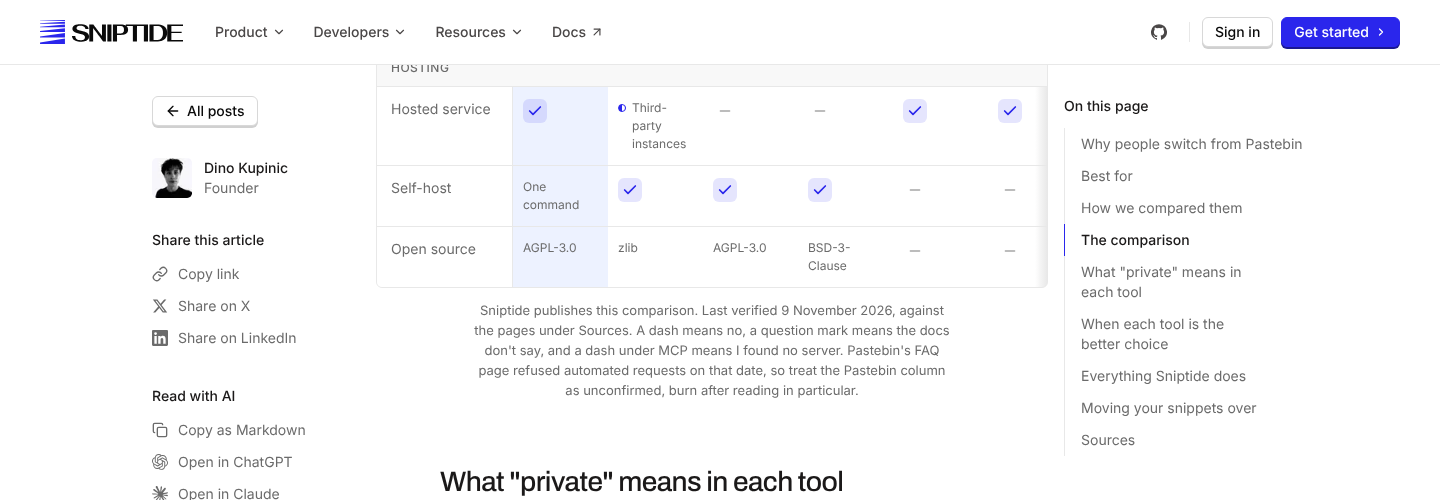 SNIPTIDE
Product
Developers
Resources
Docs
Sign in
Get started
All posts
Dino Kupinic
Founder
Share this article
Copy link
Share on X
Share on LinkedIn
Read with AI
Copy as Markdown
Open in ChatGPT
Open in Claude
HOSTING
Hosted service
Third-
party
instances
—
—
Self-host
One
command
—
—
Open source
AGPL-3.0
zlib
AGPL-3.0
BSD-3-
Clause
—
—
Sniptide publishes this comparison. Last verified 9 November 2026, against
the pages under Sources. A dash means no, a question mark means the docs
don't say, and a dash under MCP means I found no server. Pastebin's FAQ
page refused automated requests on that date, so treat the Pastebin column
as unconfirmed, burn after reading in particular.
What "private" means in each tool
On this page
Why people switch from Pastebin
Best for
How we compared them
The comparison
What "private" means in
each tool
When each tool is the
better choice
Everything Sniptide does
Moving your snippets over
Sources